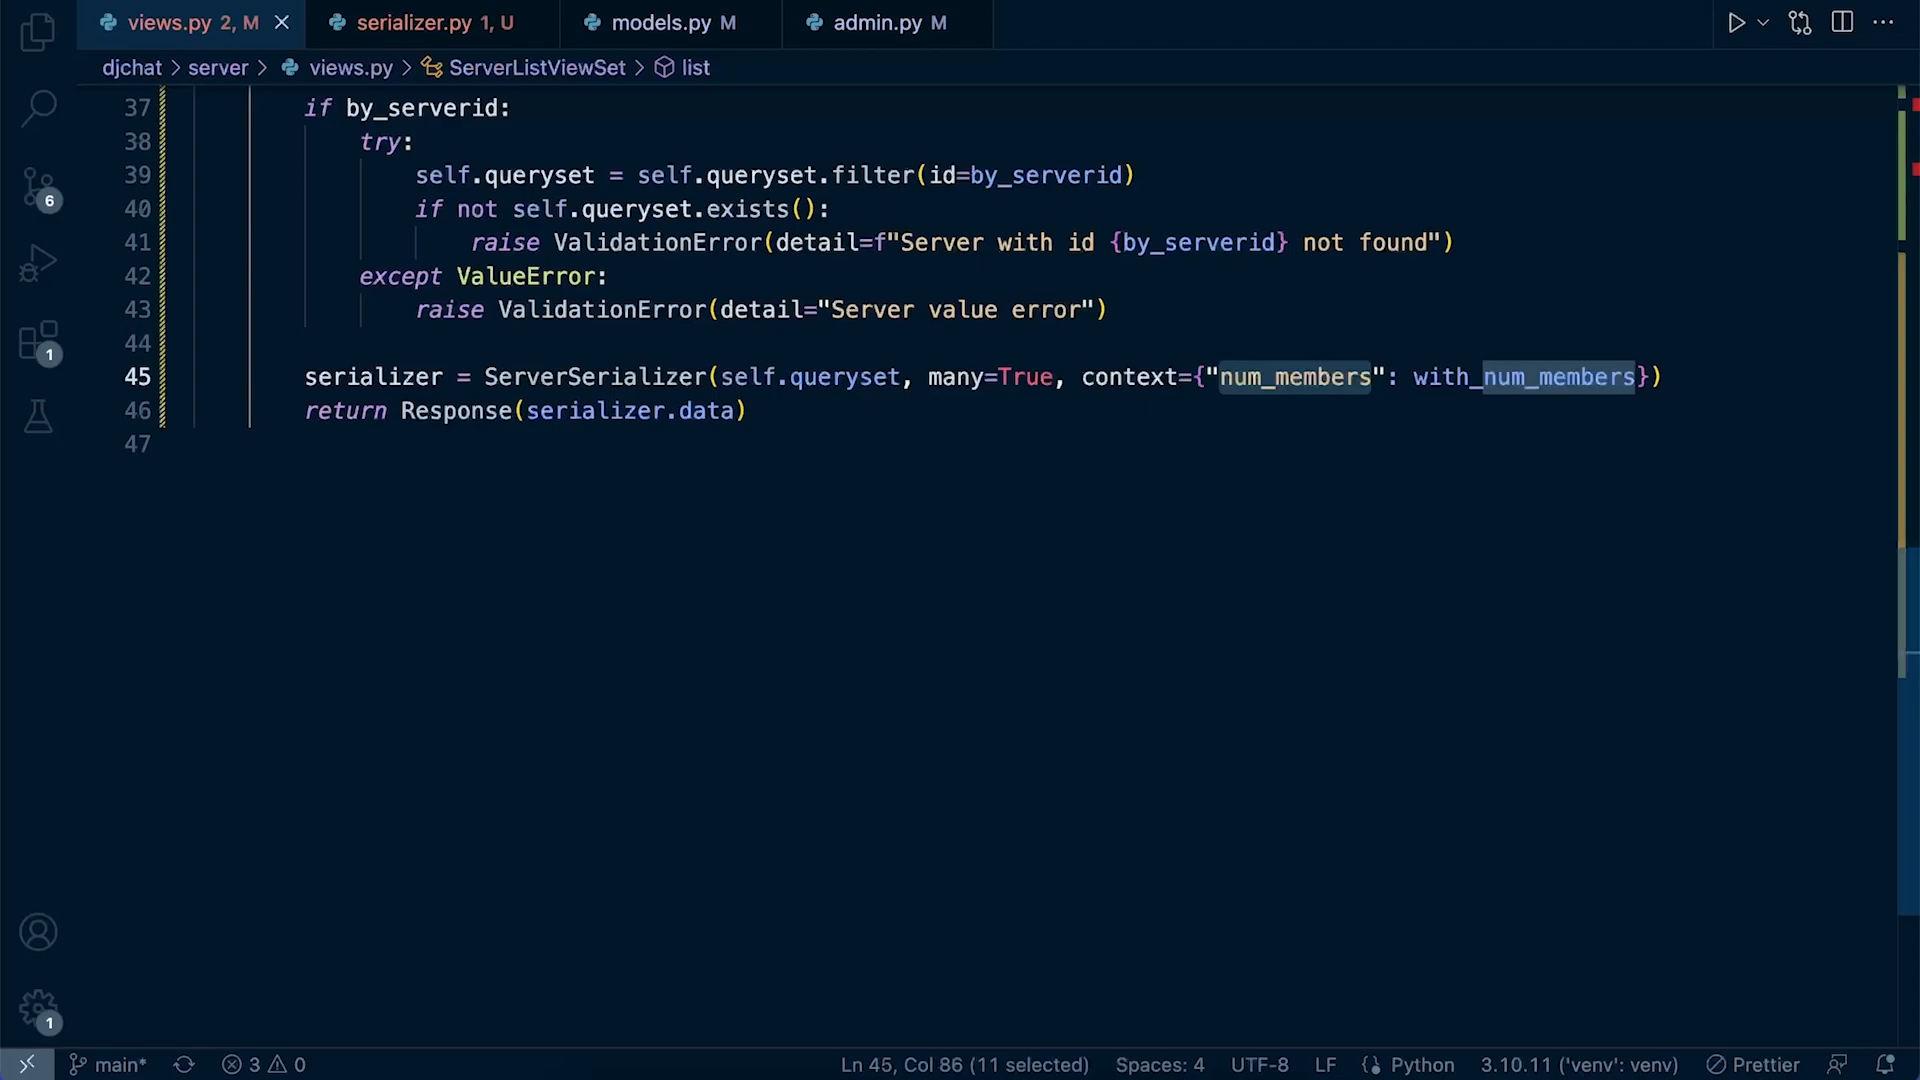 views.py 2, M
serializer.py 1, U
models.py M
admin.py M
djchat > server > views.py > ServerListViewSet > list
37 if by_serverid:
38 try:
39 self.queryset = self.queryset.filter(id=by_serverid)
40 if not self.queryset.exists():
41 raise ValidationError(detail=f"Server with id {by_serverid} not found")
42 except ValueError:
43 raise ValidationError(detail="Server value error")
44
45 serializer = ServerSerializer(self.queryset, many=True, context={"num_members": with_num_members})
46 return Response(serializer.data)
47
6
1
1
main* 3 0 Ln 45, Col 86 (11 selected) Spaces: 4 UTF-8 LF Python 3.10.11 ('venv': venv) Prettier